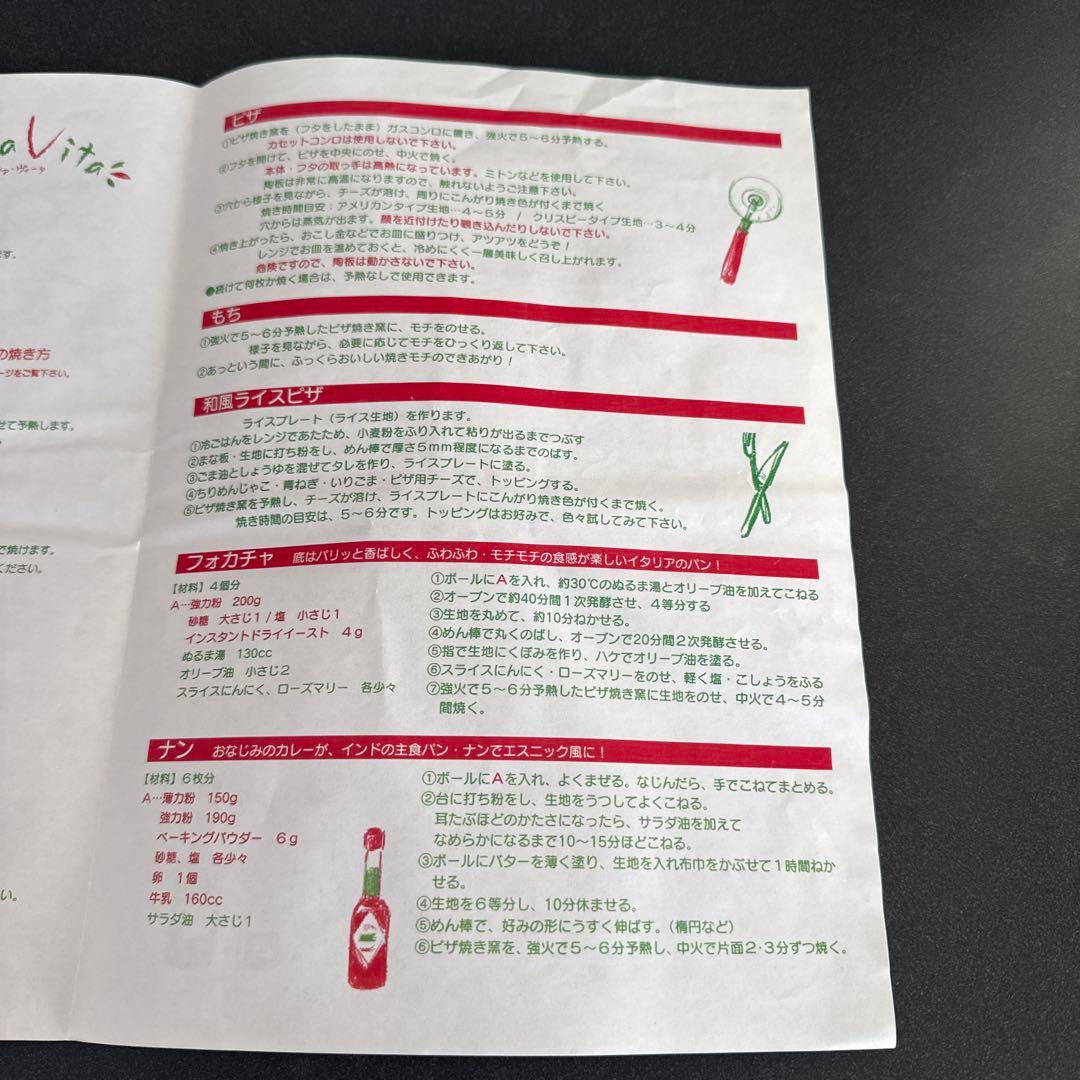 aVita
ァ・ヴィータ
ます。
の焼き方
ージをご覧下さい。
せて予熱します。
で焼けます。
ください。
い。
ピザ
①ピザ焼き窯を（フタをしたまま）ガスコンロに置き、強火で5～6分予熱する。
カセットコンロは使用しないで下さい。
②フタを開けて、ピザを中央にのせ、中火で焼く。
本体・フタの取っ手は高熱になっています。ミトンなどを使用して下さい。
陶板は非常に高温になりますので、触れないようご注意下さい。
③穴から様子を見ながら、チーズが溶け、周りにこんがり焼き色が付くまで焼く
焼き時間目安：アメリカンタイプ生地…4～5分 / クリスピータイプ生地…3～4分
穴からは蒸気が出ます。顔を近付けたり覗き込んだりしないで下さい。
④焼き上がったら、おこし金などでお皿に盛りつけ、アツアツをどうぞ！
レンジでお皿を温めておくと、冷めにくく一層美味しく召し上がれます。
危険ですので、陶板は動かさないで下さい。
●続けて何枚か焼く場合は、予熱なしで使用できます。
もち
①強火で5～6分予熱したピザ焼き窯に、モチをのせる。
様子を見ながら、必要に応じてモチをひっくり返して下さい。
②あっという間に、ふっくらおいしい焼きモチのできあがり！
和風ライスピザ
ライスプレート（ライス生地）を作ります。
①冷ごはんをレンジであたため、小麦粉をふり入れて粘りが出るまでつぶす
②まな板・生地に打ち粉をし、めん棒で厚さ5mm程度になるまでのばす。
③ごま油としょうゆを混ぜてタレを作り、ライスプレートに塗る。
④ちりめんじゃこ・青ねぎ・いりごま・ピザ用チーズで、トッピングする。
⑤ピザ焼き窯を予熱し、チーズが溶け、ライスプレートにこんがり焼き色が付くまで焼く。
焼き時間の目安は、5～6分です。トッピングはお好みで、色々試してみて下さい。
フォカチャ 底はパリッと香ばしく、ふわふわ・モチモチの食感が楽しいイタリアのパン！
【材料】4個分
A…強力粉 200g
砂糖 大さじ1/塩 小さじ1
インスタントドライイースト 4g
ぬるま湯 130cc
オリーブ油 小さじ2
スライスにんにく、ローズマリー 各少々
①ボールにAを入れ、約30℃のぬるま湯とオリーブ油を加えてこねる
②オーブンで約40分間1次発酵させ、4等分する
③生地を丸めて、約10分ねかせる。
④めん棒で丸くのばし、オーブンで20分間2次発酵させる。
⑤指で生地にくぼみを作り、ハケでオリーブ油を塗る。
⑥スライスにんにく・ローズマリーをのせ、軽く塩・こしょうをふる
⑦強火で5～6分予熱したピザ焼き窯に生地をのせ、中火で4～5分
間焼く。
ナン おなじみのカレーが、インドの主食パン・ナンでエスニック風に！
【材料】6枚分
A…薄力粉 150g
強力粉 190g
ベーキングパウダー 6g
砂糖、塩 各少々
卵 1個
牛乳 160cc
サラダ油 大さじ1
①ボールにAを入れ、よくまぜる。なじんだら、手でこねてまとめる。
②台に打ち粉をし、生地をうつしてよくこねる。
耳たぶほどのかたさになったら、サラダ油を加えて
なめらかになるまで10～15分ほどこねる。
③ボールにバターを薄く塗り、生地を入れ布巾をかぶせて1時間ねか
せる。
④生地を6等分し、10分休ませる。
⑤めん棒で、好みの形にうすく伸ばす。（楕円など）
⑥ピザ焼き窯を、強火で5～6分予熱し、中火で片面2・3分ずつ焼く。